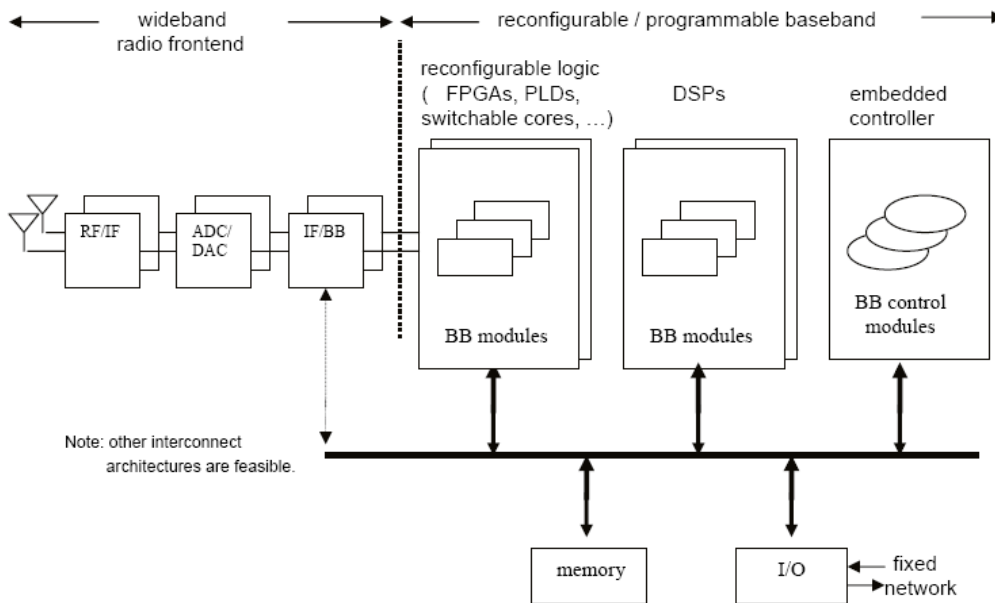 wideband
radio frontend
reconfigurable / programmable baseband
reconfigurable logic
( FPGAs, PLDs,
switchable cores, …)
DSPs
embedded
controller
RF/IF
ADC/
DAC
IF/BB
BB modules
BB modules
BB control
modules
Note: other interconnect
architectures are feasible.
memory
I/O
fixed
network